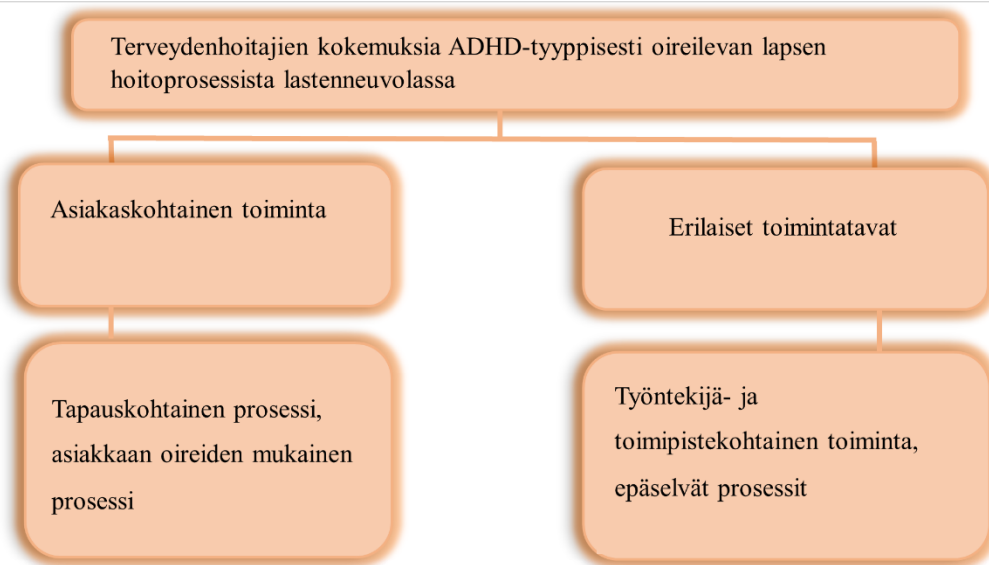 Terveydenhoitajien kokemuksia ADHD-tyyppisesti oireilevan lapsen
hoitoprosessista lastenneuvolassa
Asiakaskohtainen toiminta
Erilaiset toimintatavat
Tapauskohtainen prosessi,
asiakkaan oireiden mukainen
prosessi
Työntekijä- ja
toimipistekohtainen toiminta,
epäselvät prosessit